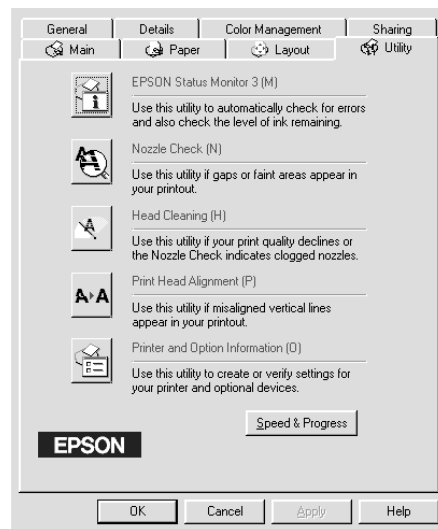 General Details Color Management Sharing
Main Paper Layout Utility
EPSON Status Monitor 3 (M)
Use this utility to automatically check for errors
and also check the level of ink remaining.
Nozzle Check (N)
Use this utility if gaps or faint areas appear in
your printout.
Head Cleaning (H)
Use this utility if your print quality declines or
the Nozzle Check indicates clogged nozzles.
Print Head Alignment (P)
A A
Use this utility if misaligned vertical lines
appear in your printout.
Printer and Option Information (O)
Use this utility to create or verify settings for
your printer and optional devices.
Speed & Progress
EPSON
OK Cancel Apply Help